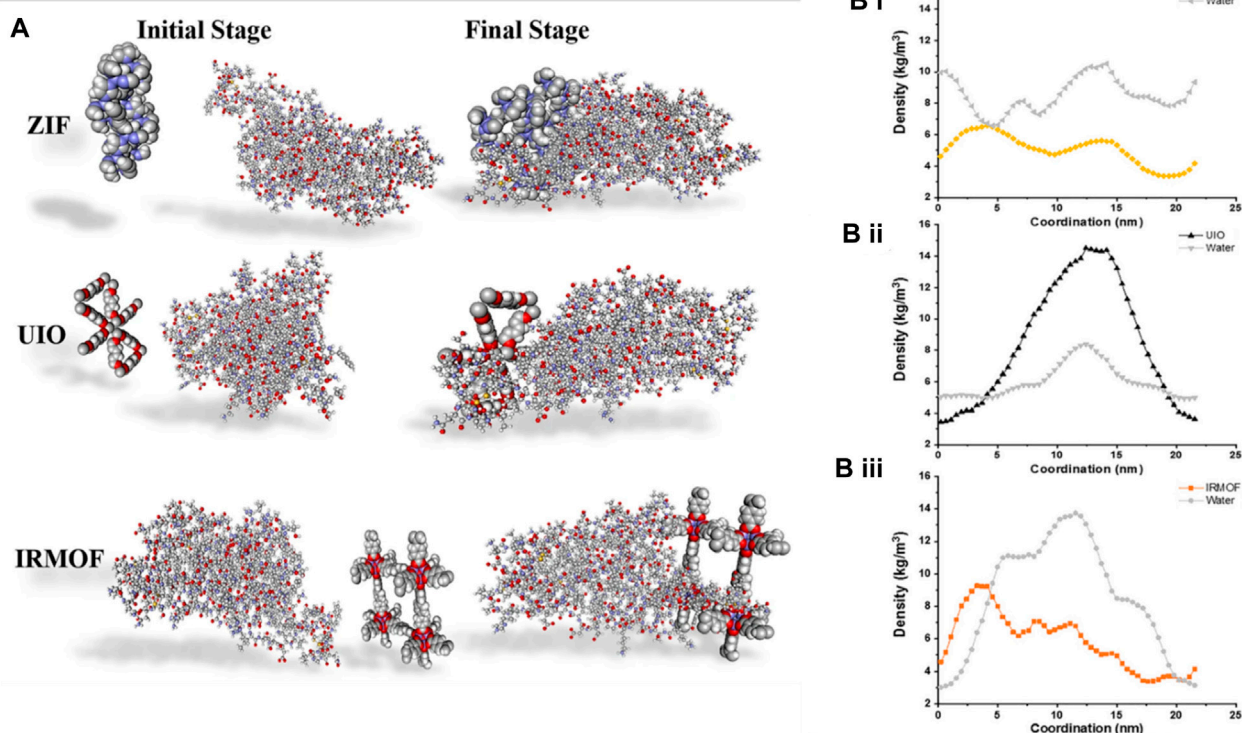 A
Initial Stage
Final Stage
ZIF
UIO
IRMOF
B i
Water
14
12
10
8
6
4
2
Density (kg/m³)
0
5
10
15
20
25
Coordination (nm)
B ii
UIO
Water
16
14
12
10
8
6
4
2
Density (kg/m³)
0
5
10
15
20
25
Coordination (nm)
B iii
IRMOF
Water
16
14
12
10
8
6
4
2
Density (kg/m³)
0
5
10
15
20
25
Coordination (nm)